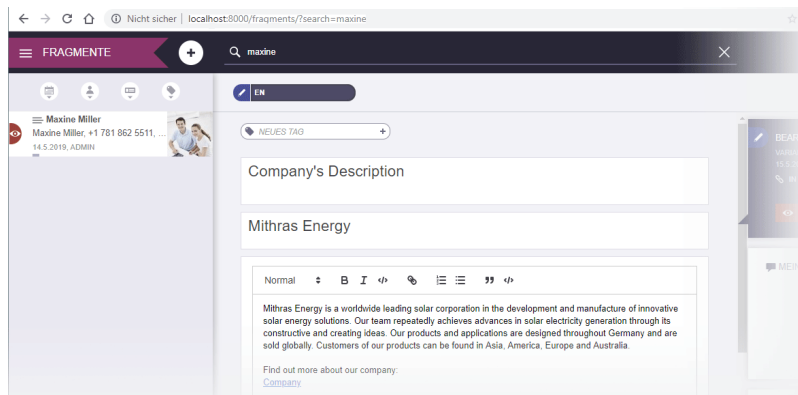 Nicht sicher | localhost:8000/fragments/?search=maxine
FRAGMENTE
+
maxine
EN
Maxine Miller
Maxine Miller, +1 781 862 5511, ...
14.5.2019, ADMIN
NEUES TAG
+
Company's Description
Mithras Energy
Normal B I </> </>
Mithras Energy is a worldwide leading solar corporation in the development and manufacture of innovative
solar energy solutions. Our team repeatedly achieves advances in solar electricity generation through its
constructive and creating ideas. Our products and applications are designed throughout Germany and are
sold globally. Customers of our products can be found in Asia, America, Europe and Australia.
Find out more about our company:
Company
BEAR
MEIN